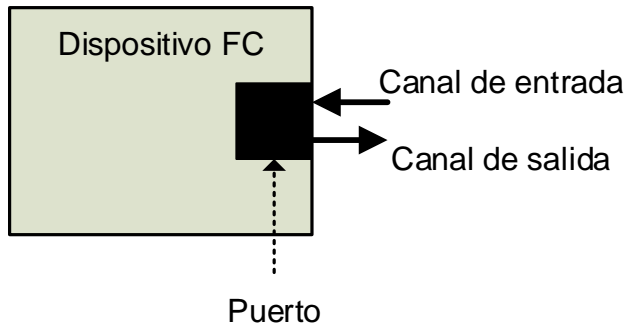 Dispositivo FC
Canal de entrada
Canal de salida
Puerto